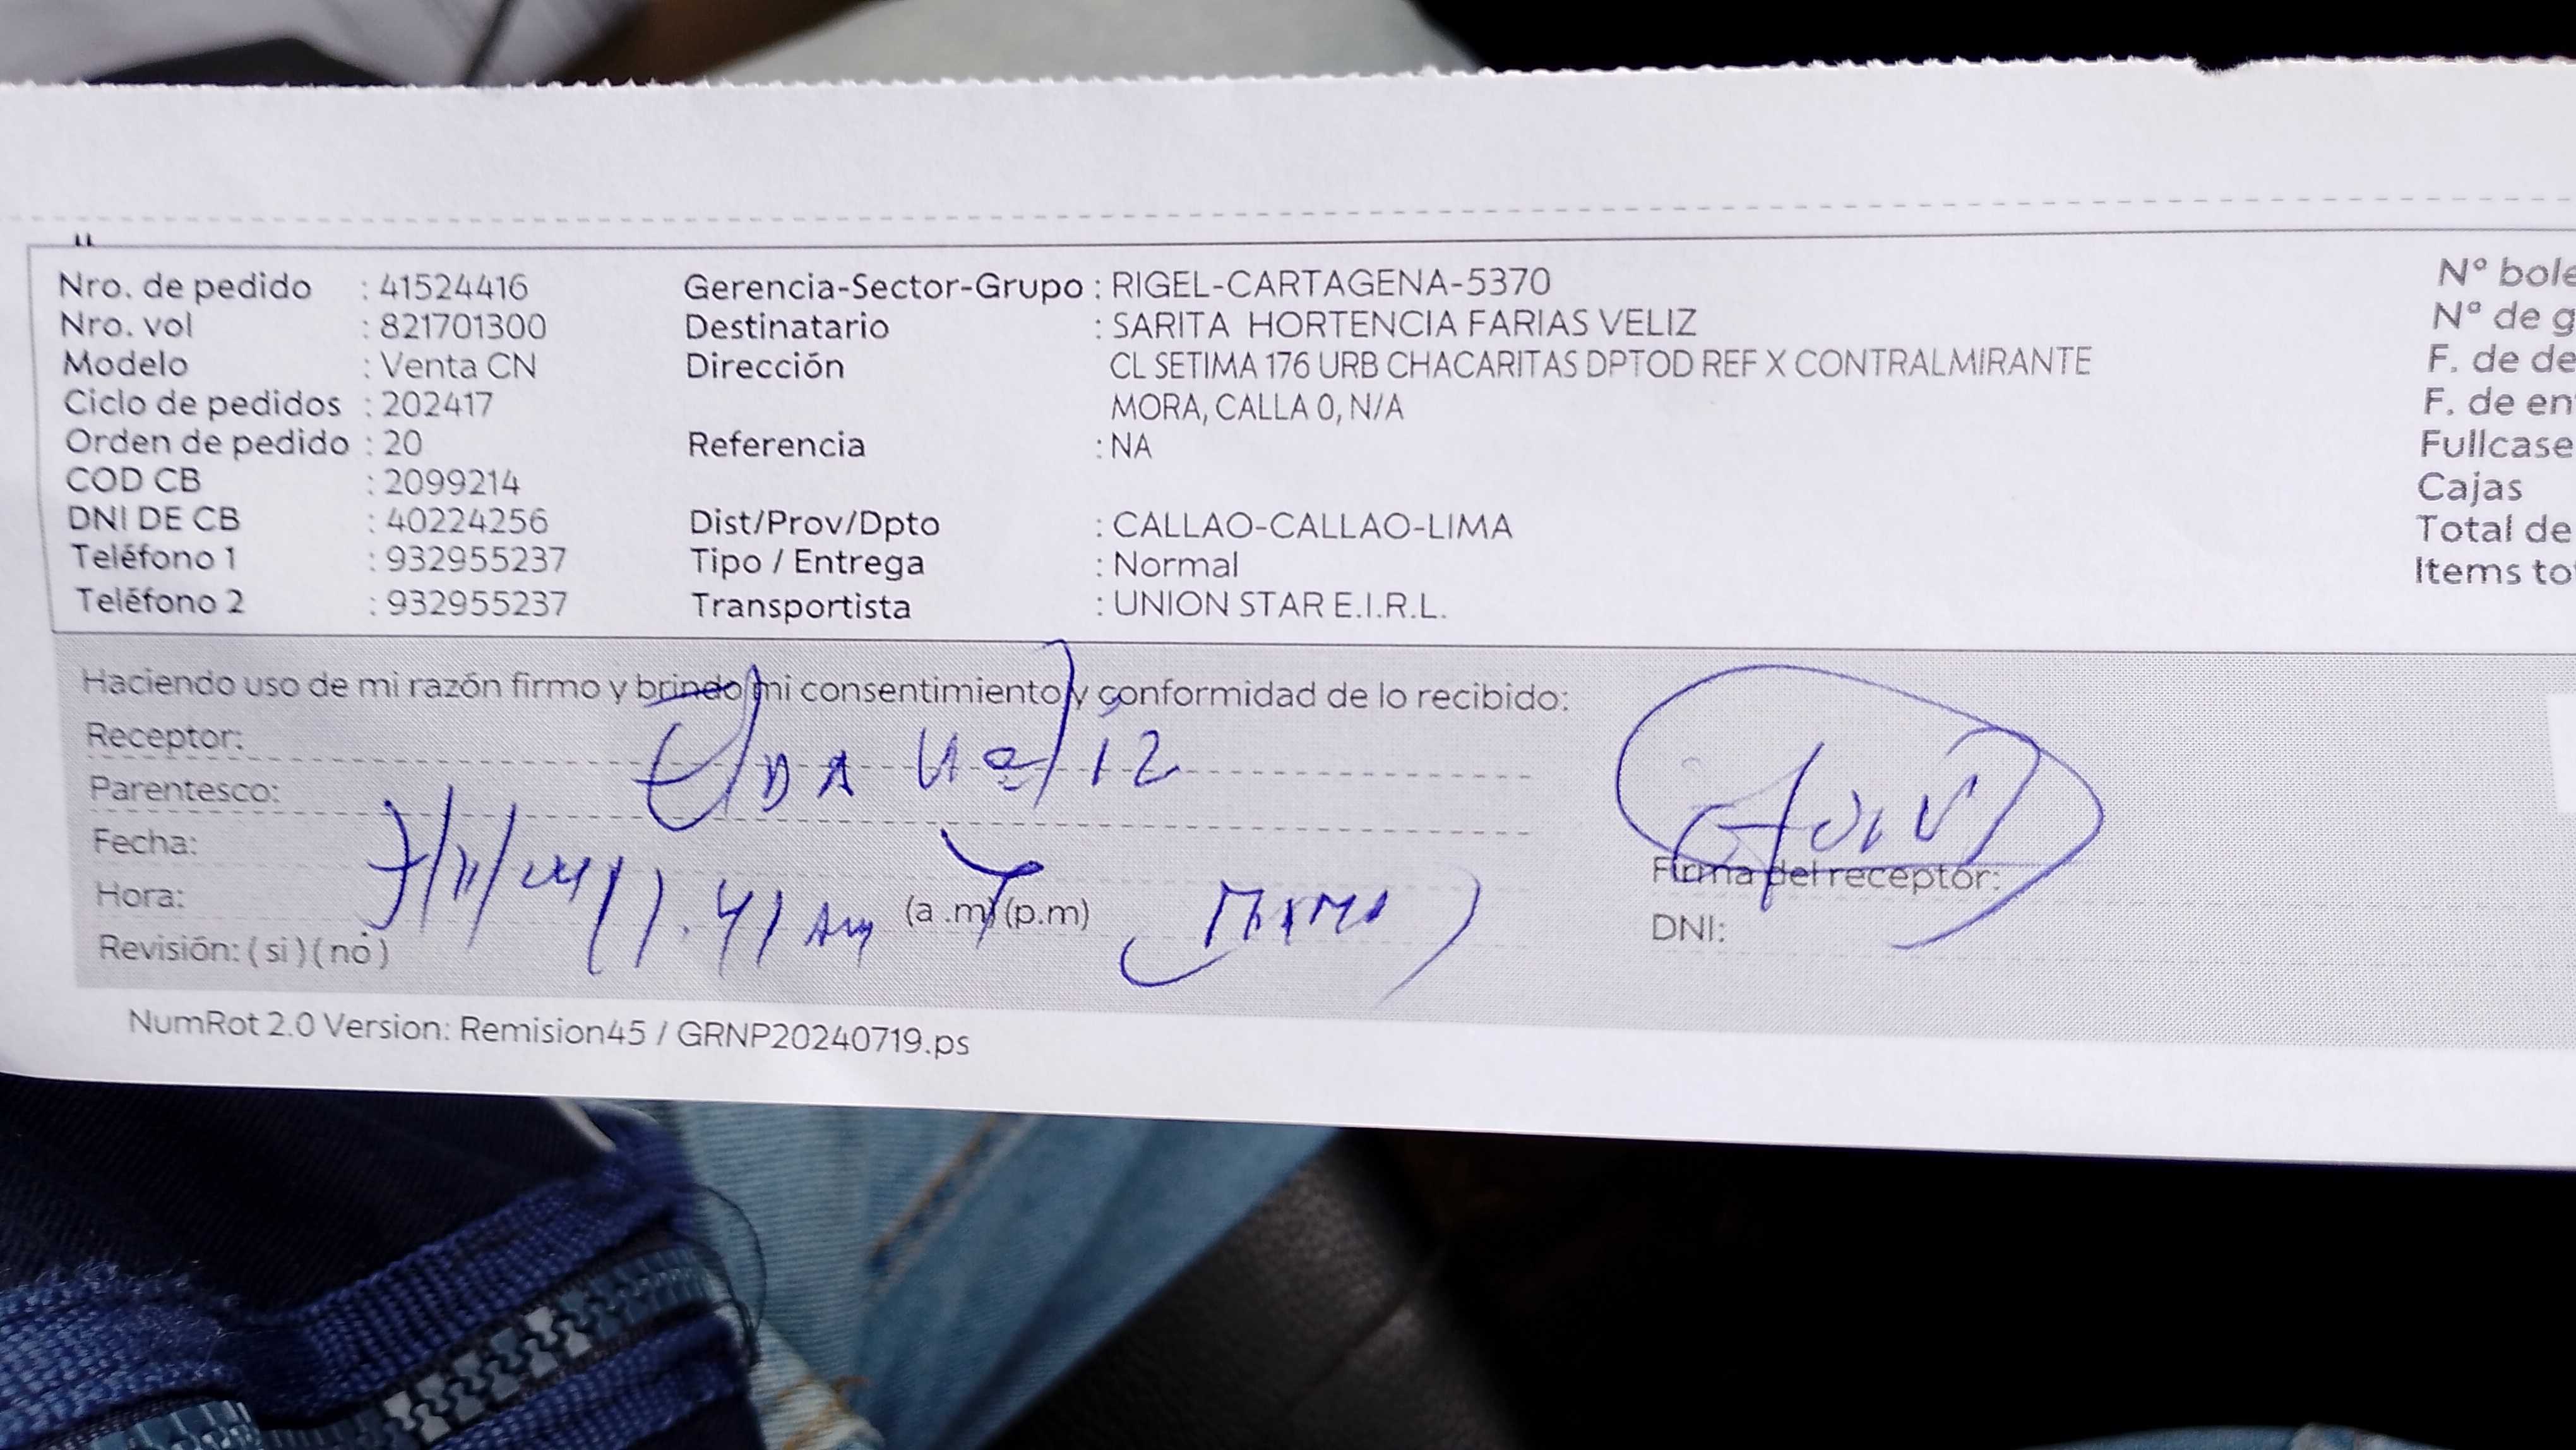 Nro. de pedido : 41524416 Gerencia-Sector-Grupo : RIGEL-CARTAGENA-5370 N° bole
Nro. vol : 821701300 Destinatario : SARITA HORTENCIA FARIAS VELIZ N° de g
Modelo : Venta CN Dirección CL SETIMA 176 URB CHACARITAS DPTOD REF X CONTRALMIRANTE F. de de
Ciclo de pedidos : 202417 MORA, CALLA 0, N/A F. de en
Orden de pedido : 20 Referencia : NA Fullcase
COD CB : 2099214 Cajas
DNI DE CB : 40224256 Dist/Prov/Dpto : CALLAO-CALLAO-LIMA Total de
Teléfono 1 : 932955237 Tipo / Entrega : Normal Items to
Teléfono 2 : 932955237 Transportista : UNION STAR E.I.R.L.
Haciendo uso de mi razón firmo y brindo mi consentimiento y conformidad de lo recibido:
Receptor: 
Parentesco:
Fecha: 7/11/24
Hora: 11.41 Am (a .m) (p.m)
Firma del receptor:
DNI:
Revisión: ( si ) ( no )
NumRot 2.0 Version: Remision45 / GRNP20240719.ps